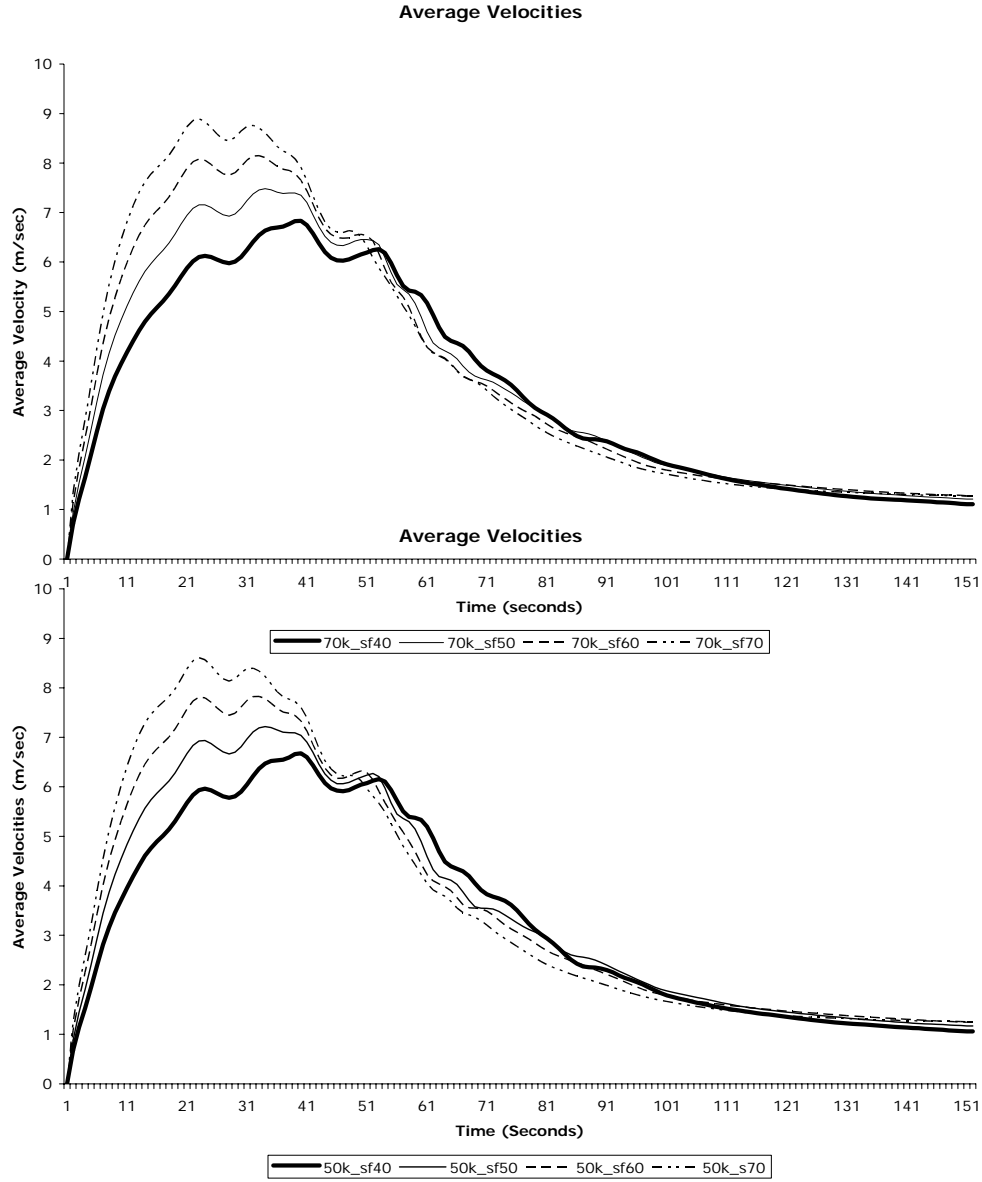 Average Velocities
10
9
8
7
6
5
4
3
2
1
0
Average Velocity (m/sec)
Average Velocities
1 11 21 31 41 51 61 71 81 91 101 111 121 131 141 151
Time (seconds)
70k_sf40 70k_sf50 70k_sf60 70k_sf70
10
9
8
7
6
5
4
3
2
1
0
Average Velocities (m/sec)
1 11 21 31 41 51 61 71 81 91 101 111 121 131 141 151
Time (Seconds)
50k_sf40 50k_sf50 50k_sf60 50k_s70